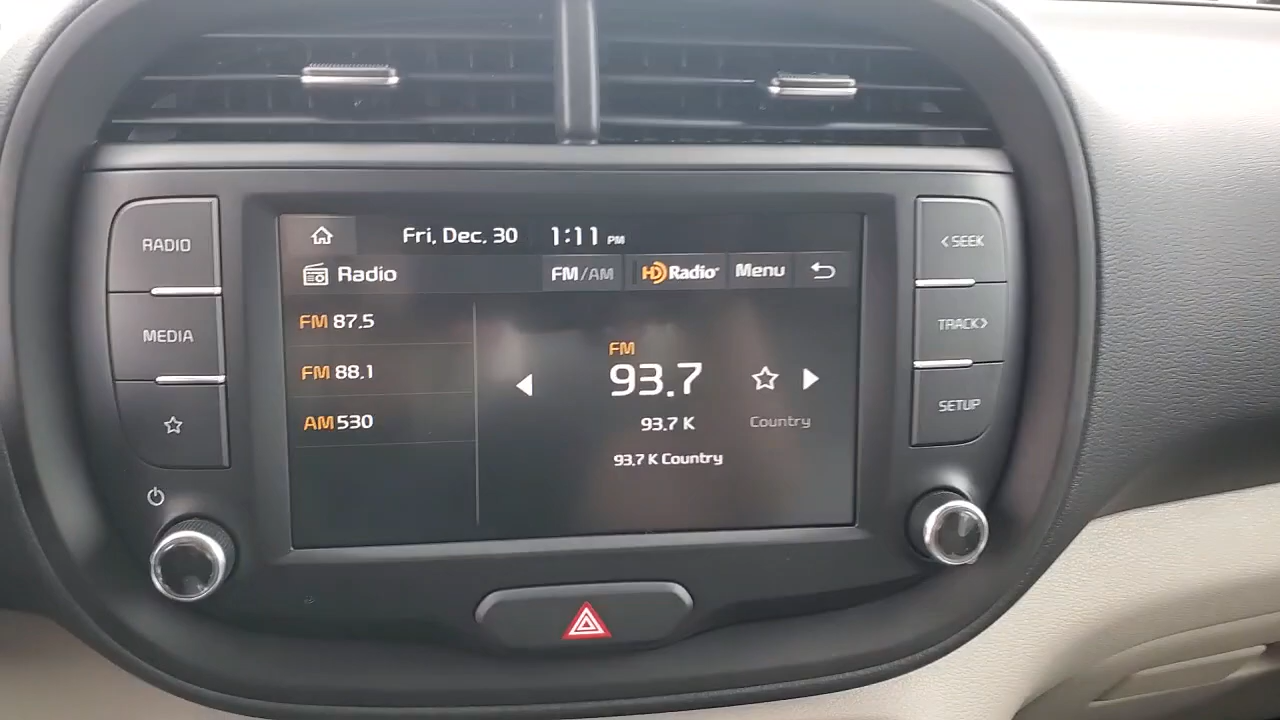 RADIO
MEDIA
Fri, Dec, 30 1:11 PM
Radio FM/AM HD Radio Menu
FM 87.5
FM 88.1
AM 530
FM
93.7
93.7 K Country
93.7 K Country
< SEEK
TRACK >
SETUP